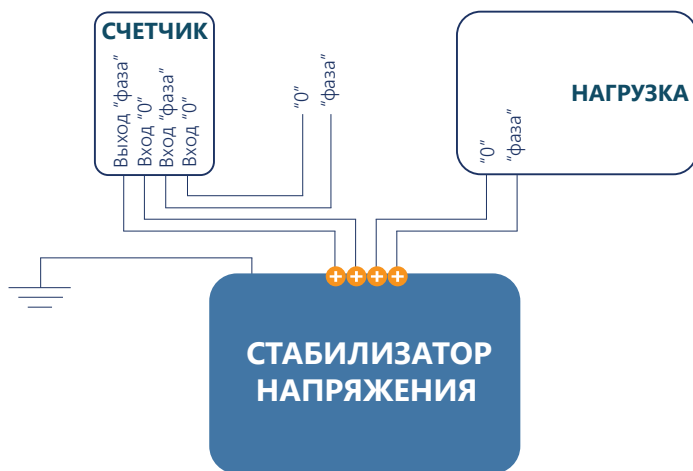 СЧЕТЧИК
Выход "фаза"
Вход "0"
Вход "фаза"
Вход "0"
"0"
"фаза"
НАГРУЗКА
"0"
"фаза"
СТАБИЛИЗАТОР
НАПРЯЖЕНИЯ